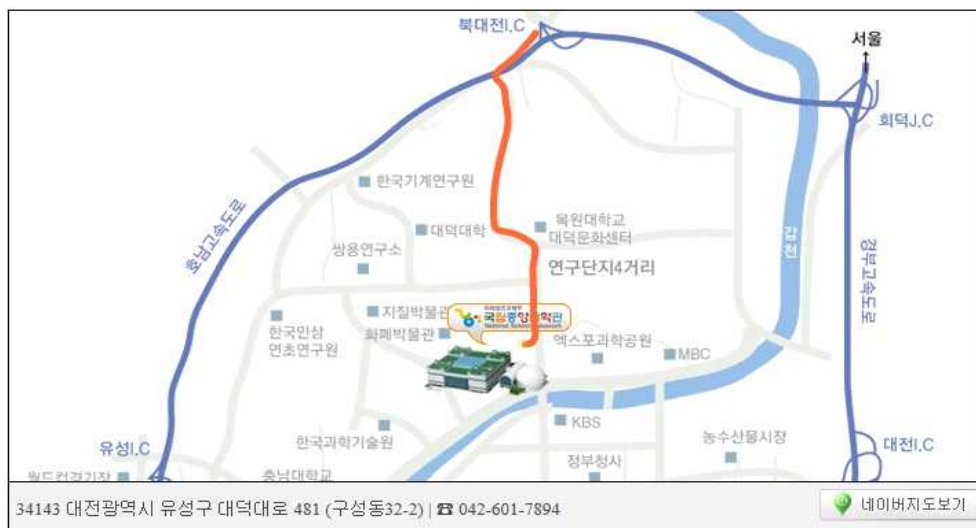 북대전I.C
서울
회덕J.C
한국기계연구원
호남고속도로
대덕대학
목원대학교
대덕문화센터
갑천
쌍용연구소
연구단지4거리
경부고속도로
지질박물관
한국인삼
연초연구원
화폐박물관
엑스포과학공원
MBC
KBS
유성I.C
한국과학기술원
농수산물시장
대전I.C
월드컵경기장
충남대학교
정부청사
34143 대전광역시 유성구 대덕대로 481 (구성동32-2) | ☎ 042-601-7894
네이버지도보기